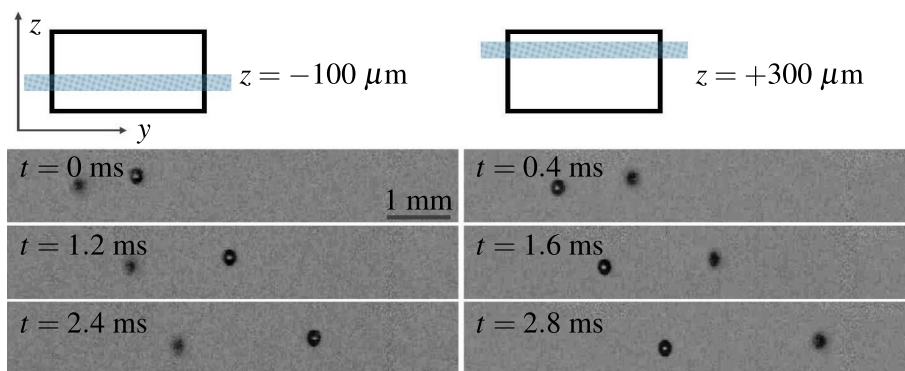 z
z = −100 μm
y
z = +300 μm
t = 0 ms
1 mm
t = 0.4 ms
t = 1.2 ms
t = 1.6 ms
t = 2.4 ms
t = 2.8 ms